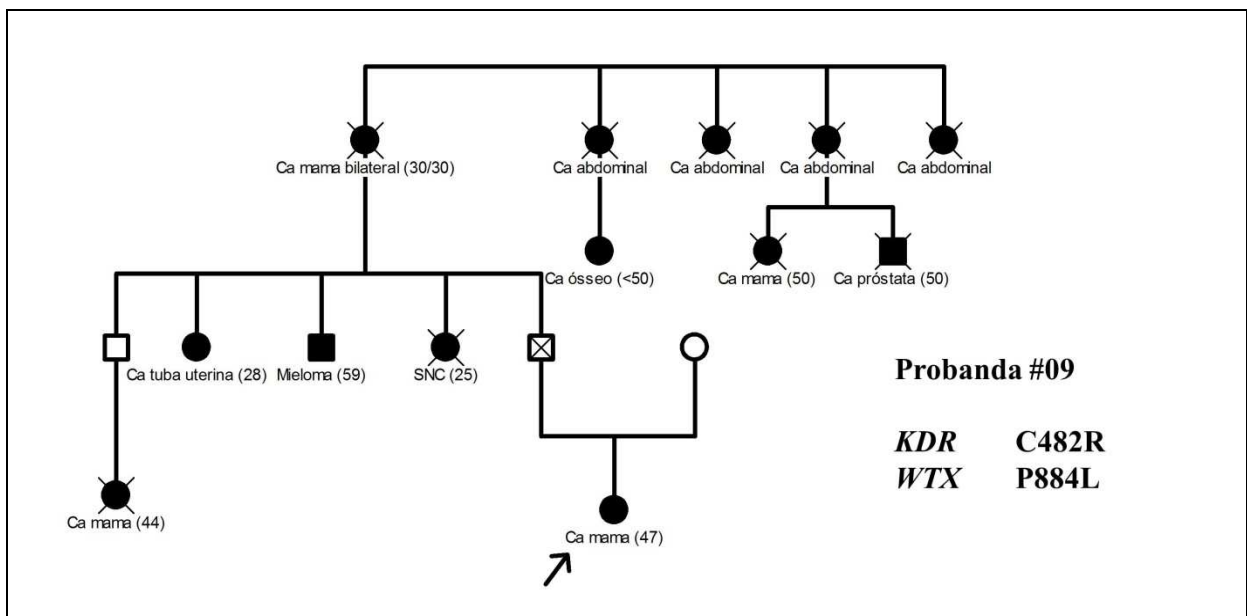 Ca mama bilateral (30/30)
Ca abdominal
Ca abdominal
Ca abdominal
Ca abdominal
Ca ósseo (<50)
Ca mama (50)
Ca próstata (50)
Ca tuba uterina (28)
Mieloma (59)
SNC (25)
Probanda #09
KDR C482R
WTX P884L
Ca mama (44)
Ca mama (47)